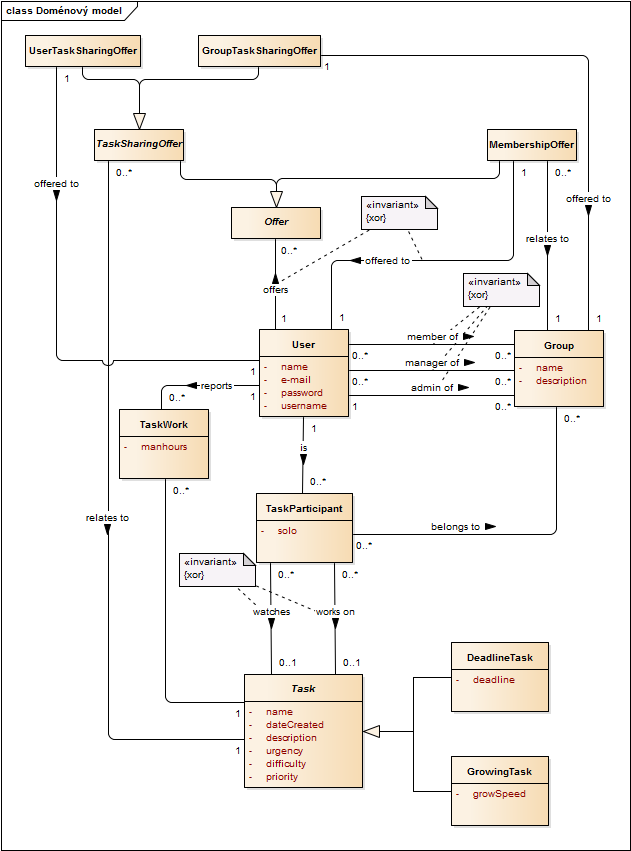 class Doménový model
UserTaskSharingOffer
GroupTaskSharingOffer
1
1
TaskSharingOffer
MembershipOffer
0..*
1
0..*
offered to
offered to
«invariant»
{xor}
Offer
0..*
relates to
offered to
«invariant»
{xor}
offers
1
1
1
1
User
name
e-mail
password
username
member of
0..*
0..*
manager of
0..*
0..*
admin of
1
0..*
Group
name
description
1
reports
1
0..*
0..*
TaskWork
manhours
1
is
0..*
0..*
TaskParticipant
solo
belongs to
0..*
relates to
«invariant»
{xor}
0..*
0..*
watches
works on
0..1
0..1
Task
name
dateCreated
description
urgency
difficulty
priority
1
1
DeadlineTask
deadline
GrowingTask
growSpeed